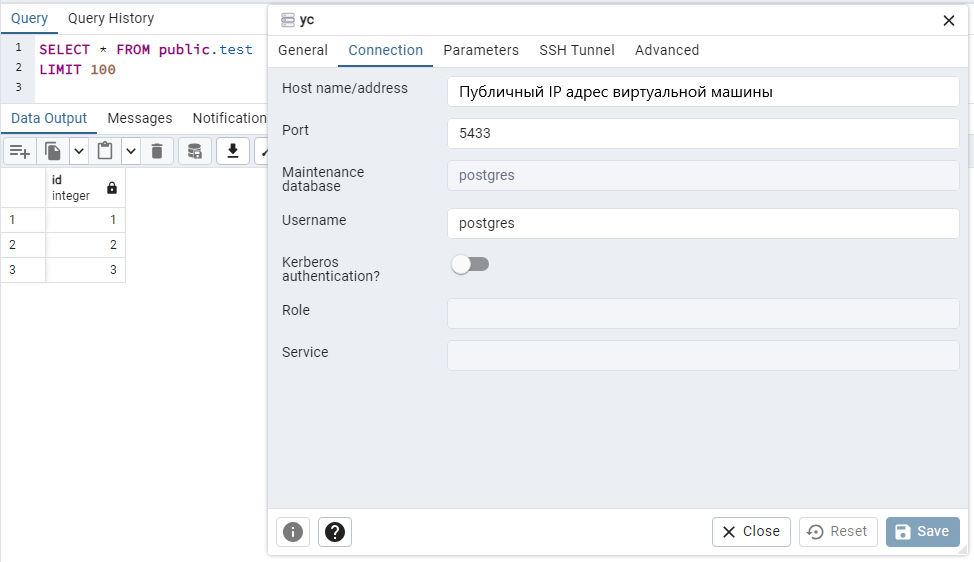 Query
Query History
1 SELECT * FROM public.test
2 LIMIT 100
3
Data Output
Messages
Notification
id
integer
1 1
2 2
3 3
yc
General
Connection
Parameters
SSH Tunnel
Advanced
Host name/address
Публичный IP адрес виртуальной машины
Port
5433
Maintenance
database
postgres
Username
postgres
Kerberos
authentication?
Role
Service
Close
Reset
Save